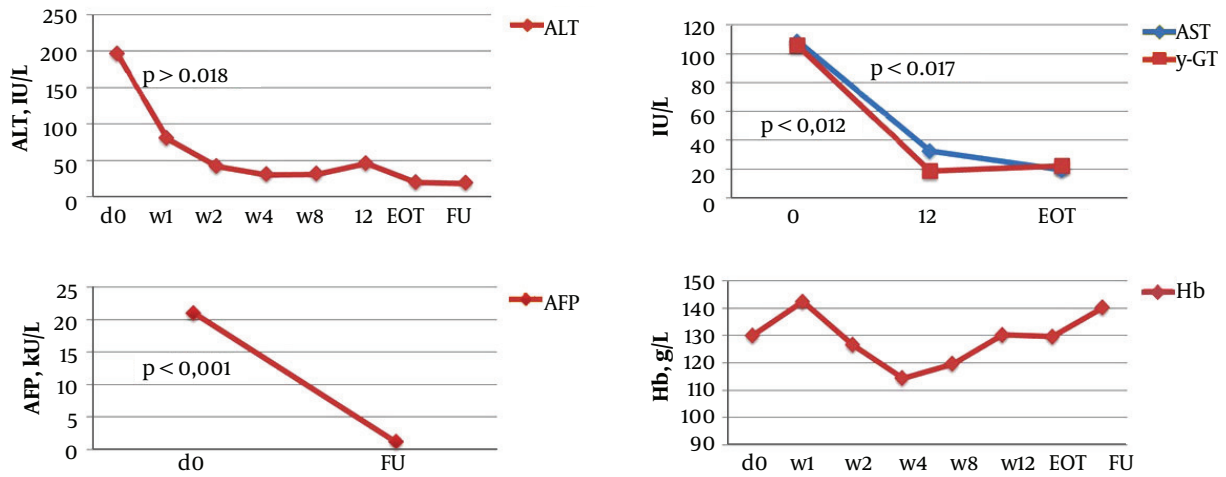 250
200
150
100
50
0
ALT, IU/L
p > 0.018
d0 w1 w2 w4 w8 12 EOT FU
ALT
120
100
80
60
40
20
0
IU/L
p < 0.017
p < 0,012
0 12 EOT
AST
y-GT
25
20
15
10
5
0
AFP, kU/L
p < 0,001
d0 FU
AFP
150
140
130
120
110
100
90
Hb, g/L
d0 w1 w2 w4 w8 w12 EOT FU
Hb